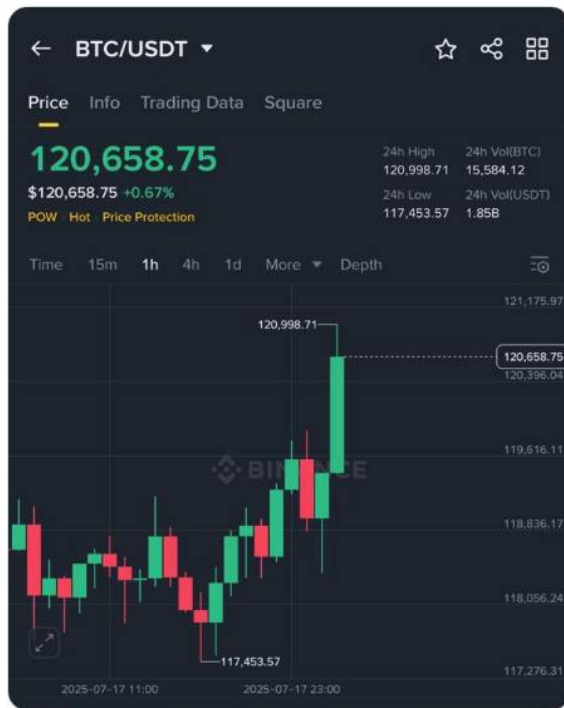 BTC/USDT
Price Info Trading Data Square
120,658.75
$120,658.75 +0.67%
POW Hot Price Protection
24h High 24h Vol(BTC)
120,998.71 15,584.12
24h Low 24h Vol(USDT)
117,453.57 1.85B
Time 15m 1h 4h 1d More Depth
121,175.97
120,998.71
120,658.75
120,396.04
119,616.11
BINANCE
118,836.17
118,056.24
117,453.57
117,276.31
2025-07-17 11:00 2025-07-17 23:00